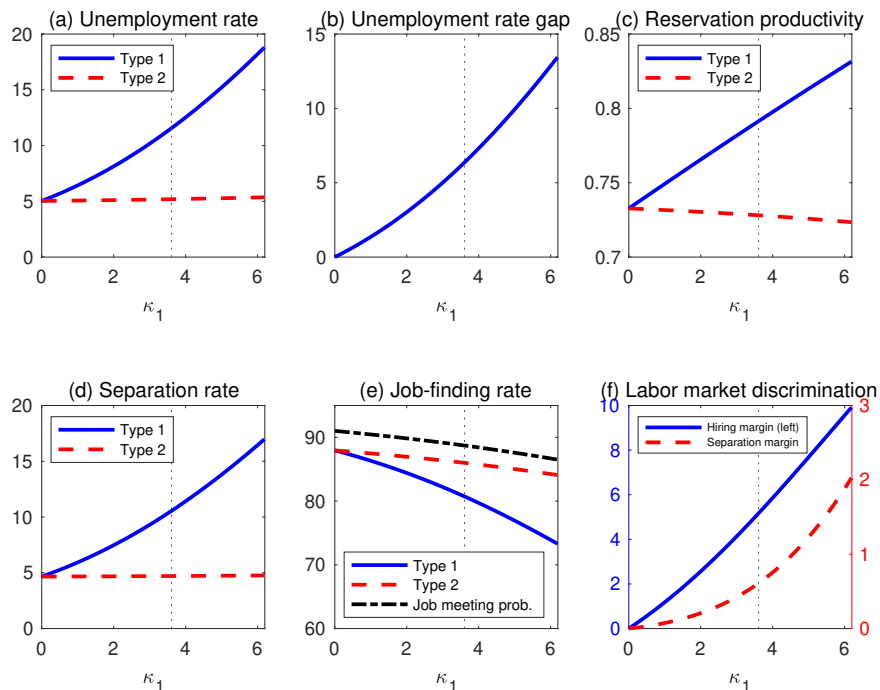 (a) Unemployment rate
20
15
10
5
0
0 2 4 6
κ1
Type 1
Type 2
(b) Unemployment rate gap
15
10
5
0
0 2 4 6
κ1
(c) Reservation productivity
0.85
0.8
0.75
0.7
0 2 4 6
κ1
Type 1
Type 2
(d) Separation rate
20
15
10
5
0
0 2 4 6
κ1
Type 1
Type 2
(e) Job-finding rate
90
80
70
60
0 2 4 6
κ1
Type 1
Type 2
Job meeting prob.
(f) Labor market discrimination
10
8
6
4
2
0
3
2
1
0
0 2 4 6
κ1
Hiring margin (left)
Separation margin